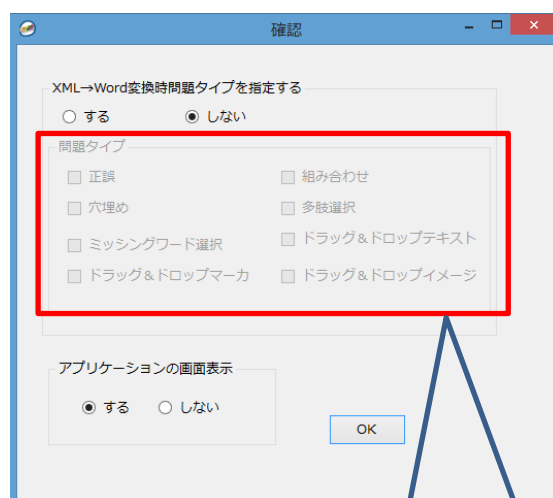 確認
XML→Word変換時問題タイプを指定する
する しない
問題タイプ
正誤 組み合わせ
穴埋め 多肢選択
ミッシングワード選択 ドラッグ&ドロップテキスト
ドラッグ&ドロップマーカ ドラッグ&ドロップイメージ
アプリケーションの画面表示
する しない
OK